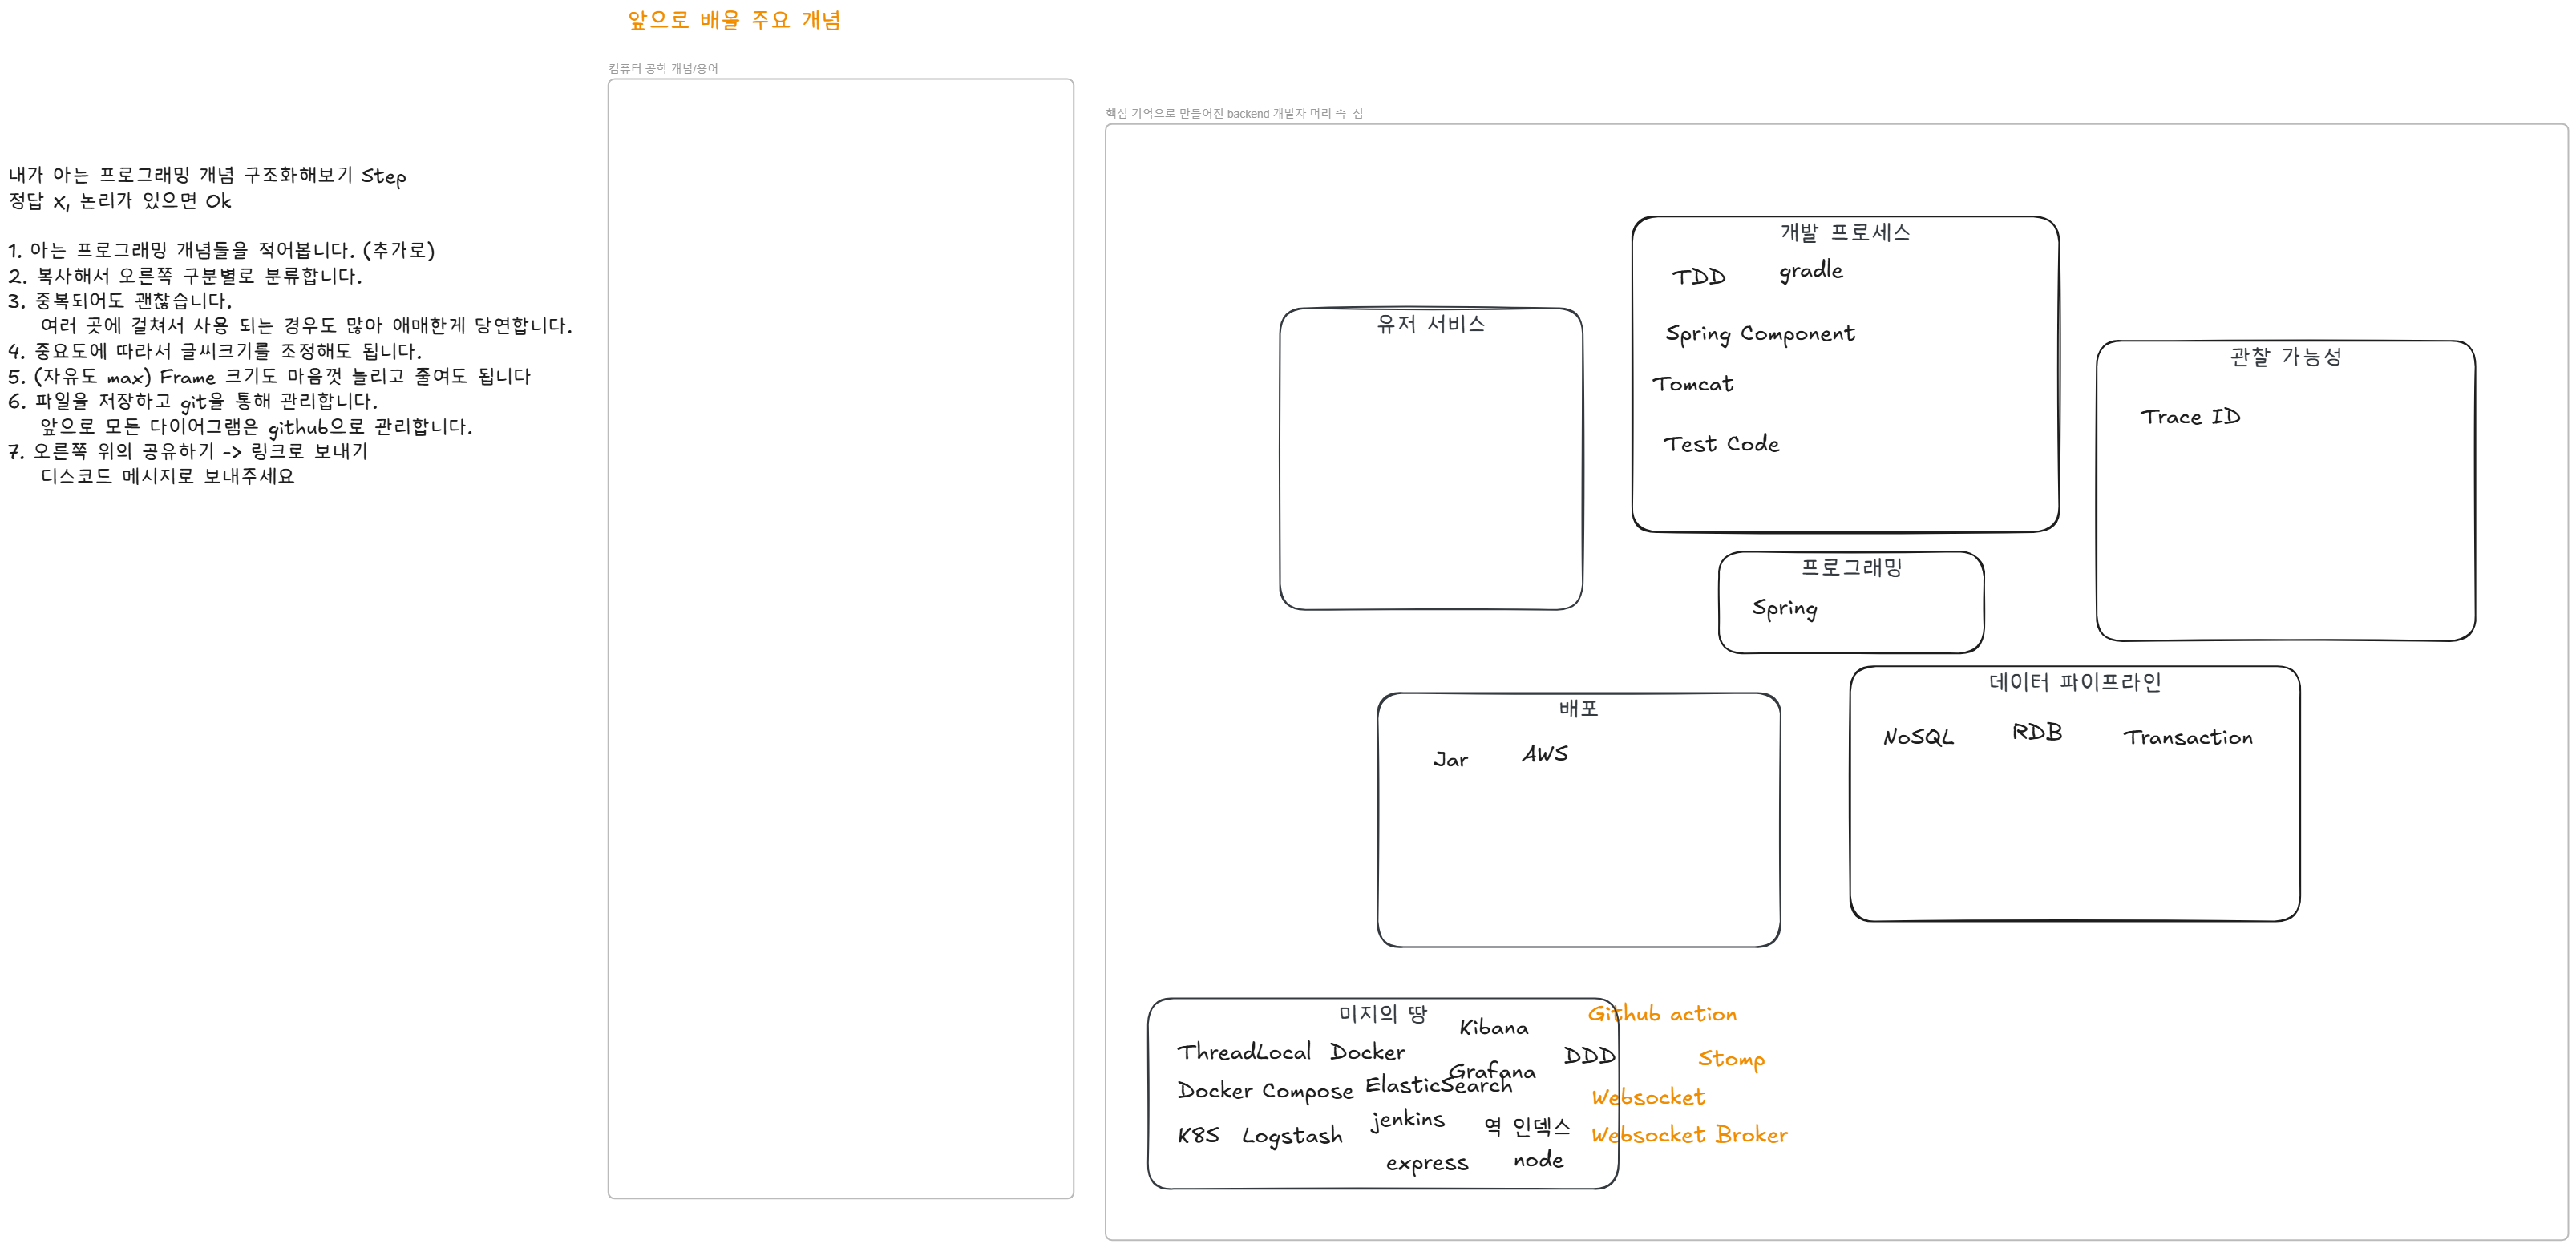 앞으로 배울 주요 개념
컴퓨터 공학 개념/용어
핵심 기억으로 만들어진 backend 개발자 머리 속 섬
내가 아는 프로그래밍 개념 구조화해보기 Step
정답 X, 논리가 있으면 Ok
1. 아는 프로그래밍 개념들을 적어봅니다. (추가로)
2. 복사해서 오른쪽 구분별로 분류합니다.
3. 중복되어도 괜찮습니다.
여러 곳에 걸쳐서 사용 되는 경우도 많아 애매한게 당연합니다.
4. 중요도에 따라서 글씨크기를 조정해도 됩니다.
5. (자유도 max) Frame 크기도 마음껏 늘리고 줄여도 됩니다
6. 파일을 저장하고 git을 통해 관리합니다.
앞으로 모든 다이어그램은 github으로 관리합니다.
7. 오른쪽 위의 공유하기 -> 링크로 보내기
디스코드 메시지로 보내주세요
개발 프로세스
TDD
gradle
Spring Component
Tomcat
Test Code
유저 서비스
관찰 가능성
Trace ID
프로그래밍
Spring
배포
Jar
AWS
데이터 파이프라인
NoSQL
RDB
Transaction
미지의 땅
Kibana
Github action
ThreadLocal
Docker
DDD
Stomp
Grafana
Docker Compose
ElasticSearch
Websocket
jenkins
역 인덱스
K8S
Logstash
Websocket Broker
express
node